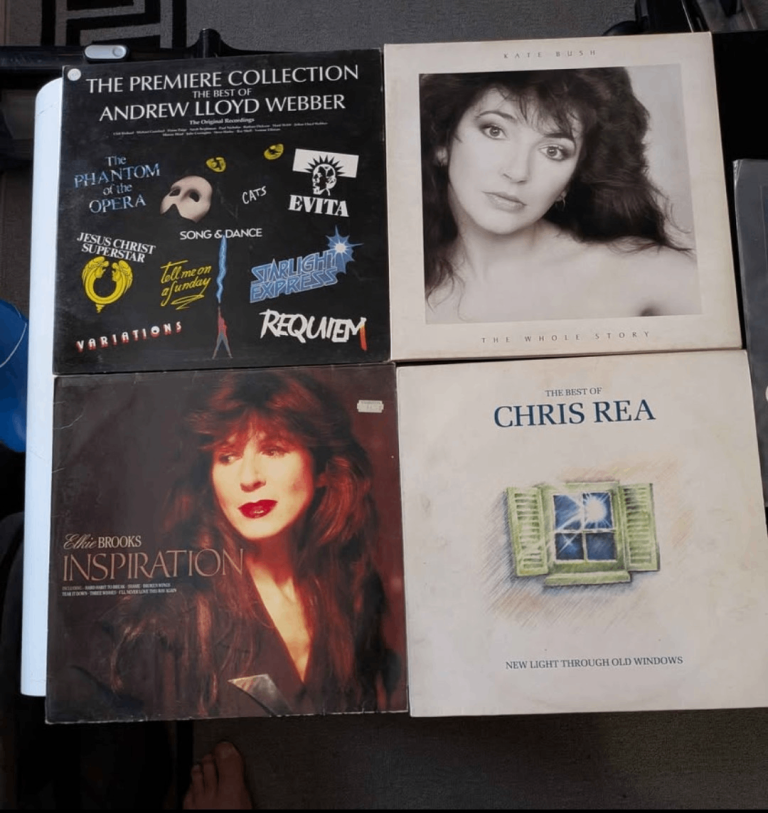 THE PREMIERE COLLECTION
THE BEST OF
ANDREW LLOYD WEBBER
The Original Recordings
The
PHANTOM
of the
OPERA
CATS
EVITA
JESUS CHRIST
SUPERSTAR
SONG & DANCE
Tell me on
a Sunday
STARLIGHT
EXPRESS
VARIATIONS
REQUIEM
KATE BUSH
THE WHOLE STORY
Elkie BROOKS
INSPIRATION
THE BEST OF
CHRIS REA
NEW LIGHT THROUGH OLD WINDOWS